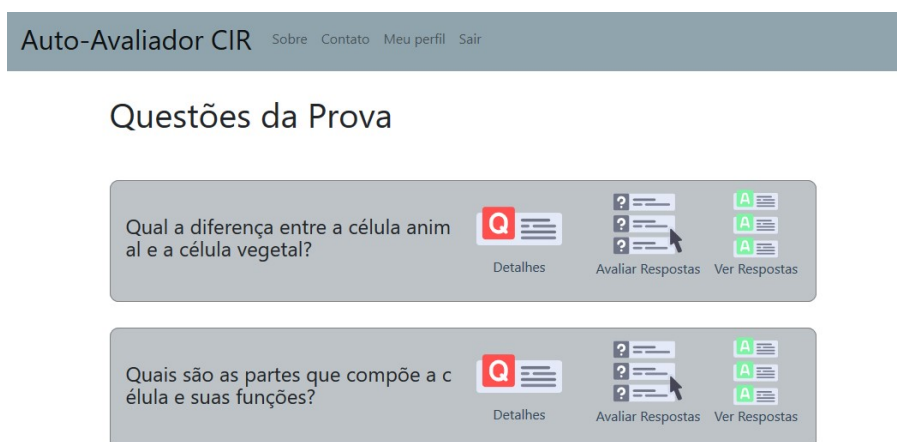 Auto-Avaliador CIR Sobre Contato Meu perfil Sair
Questões da Prova
Qual a diferença entre a célula anim
al e a célula vegetal?
Q
?
?
?
A
A
A
Detalhes Avaliar Respostas Ver Respostas
Quais são as partes que compõe a c
élula e suas funções?
Q
?
?
?
A
A
A
Detalhes Avaliar Respostas Ver Respostas